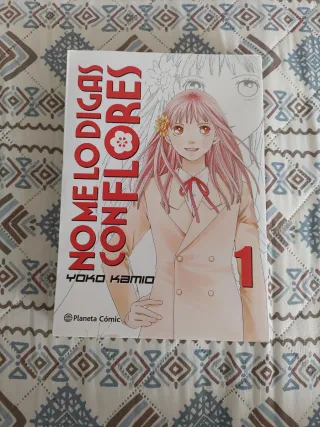 NO ME LO DIGAS
CON FLORES
YOKO KAMIO
1
Planeta Cómic